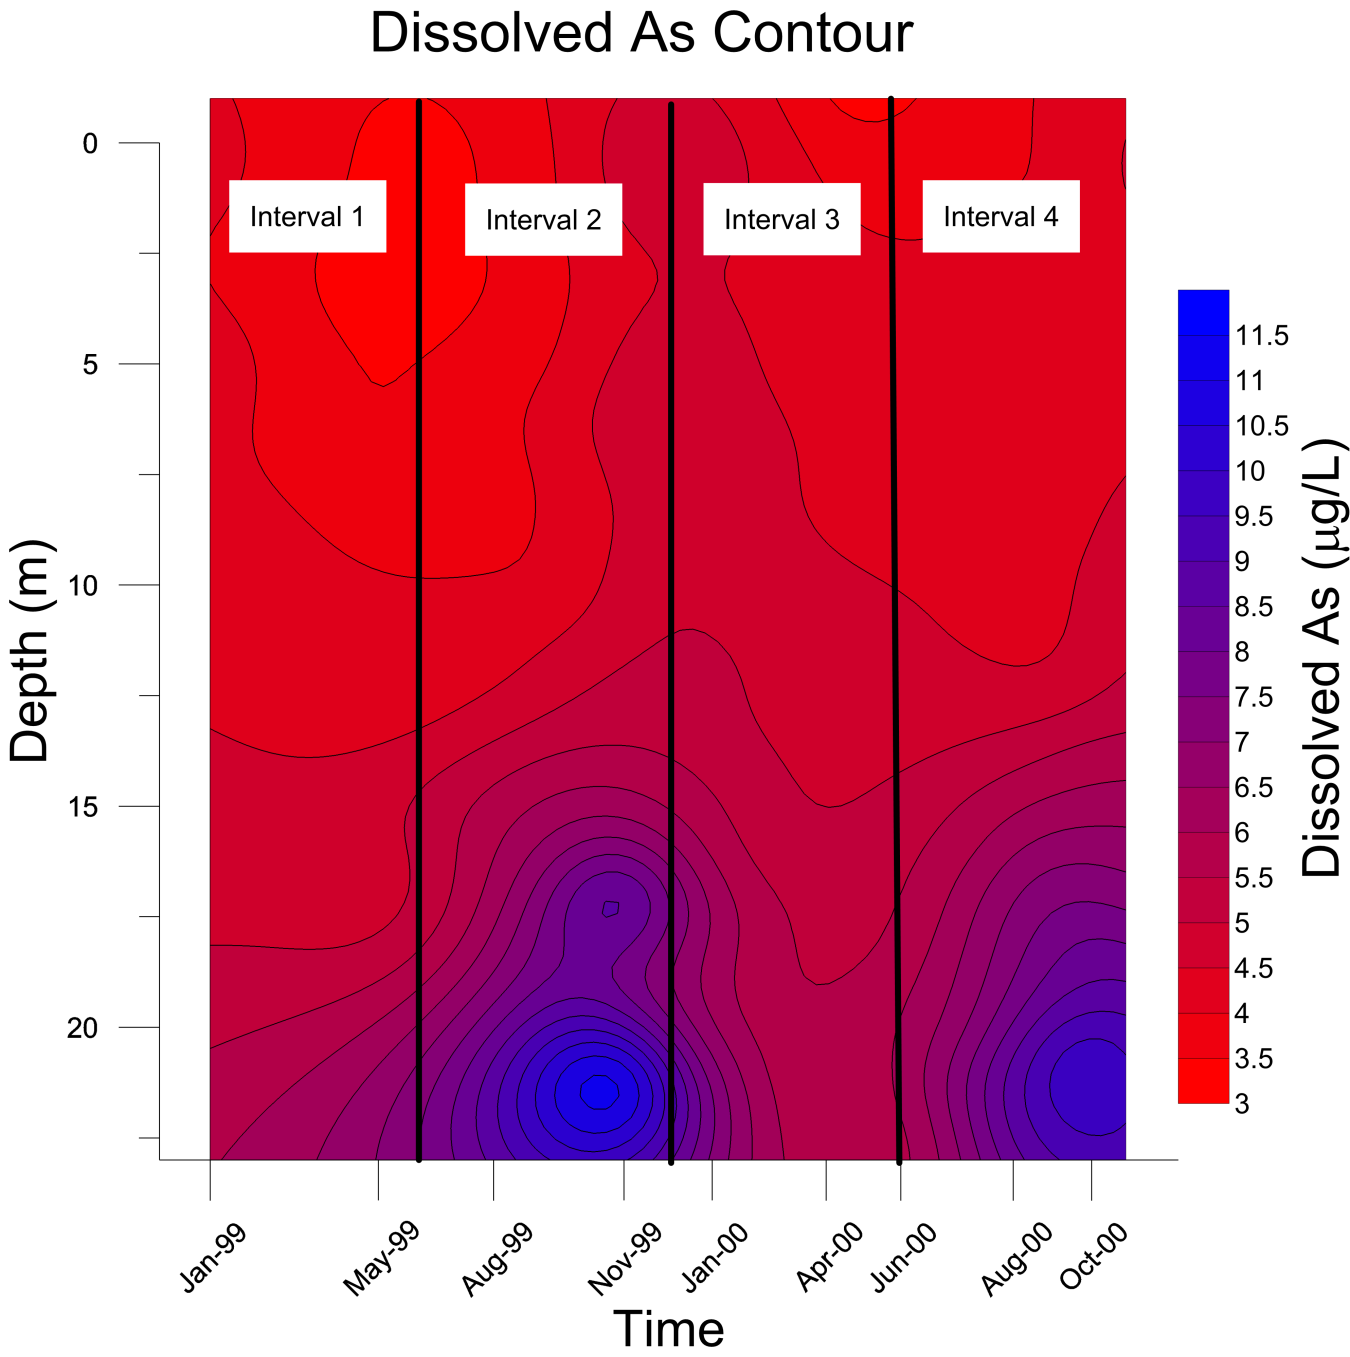 Dissolved As Contour
0
5
10
15
20
Depth (m)
Interval 1
Interval 2
Interval 3
Interval 4
11.5
11
10.5
10
9.5
9
8.5
8
7.5
7
6.5
6
5.5
5
4.5
4
3.5
3
Dissolved As (µg/L)
Jan-99
May-99
Aug-99
Nov-99
Jan-00
Apr-00
Jun-00
Aug-00
Oct-00
Time